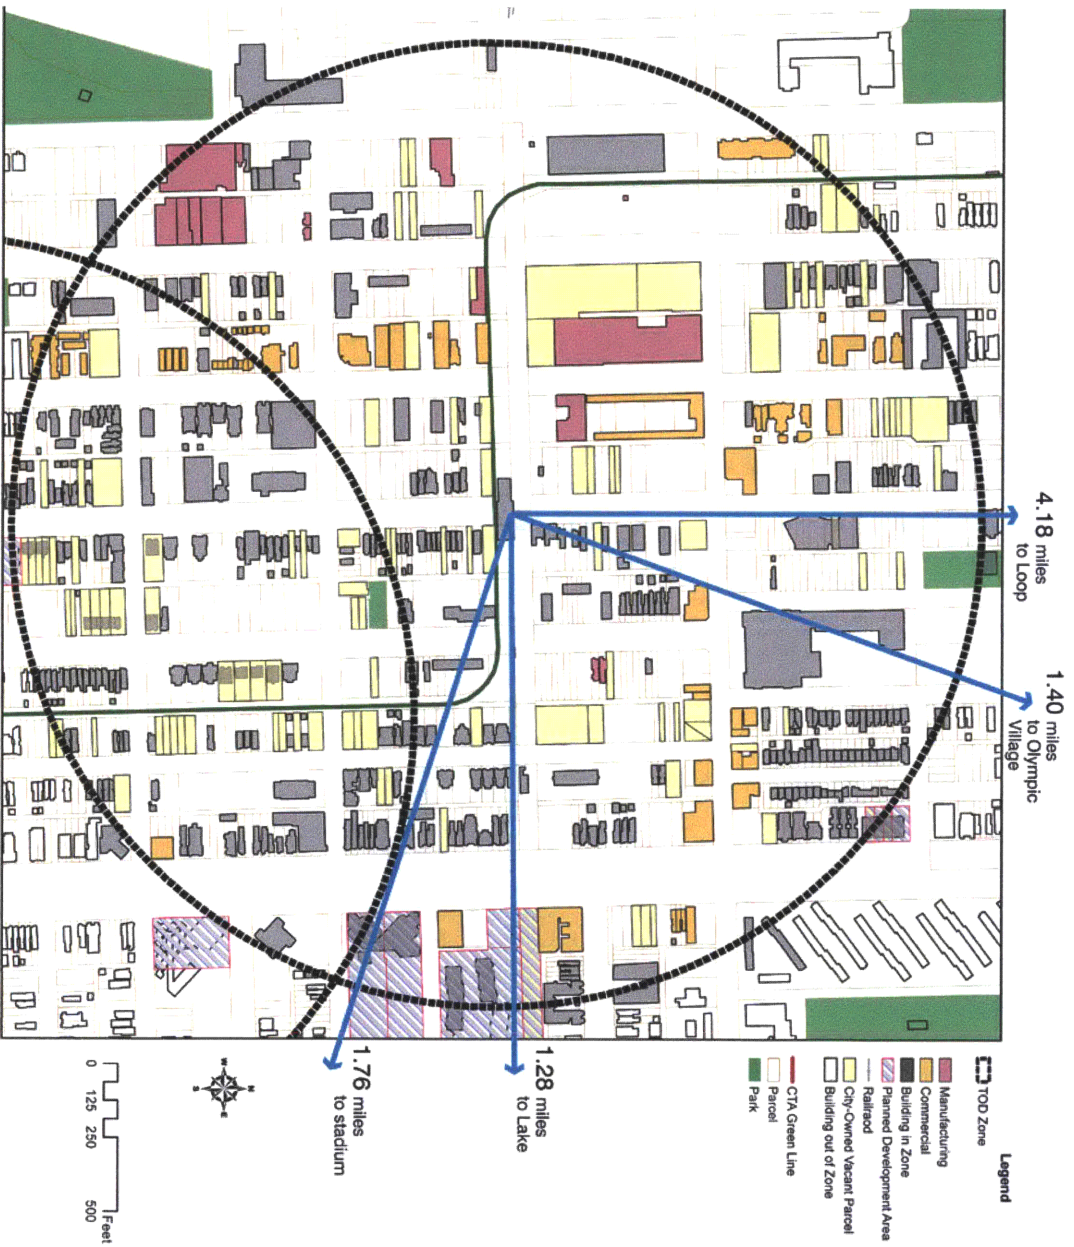 4.18 miles
to Loop
1.40 miles
to Olympic
Village
1.28 miles
to Lake
1.76 miles
to stadium
Legend
TOD Zone
Manufacturing
Commercial
Building in Zone
Planned Development Area
Railraod
City-Owned Vacant Parcel
Building out of Zone
CTA Green Line
Parcel
Park
N
W
E
S
0 125 250 500
Feet